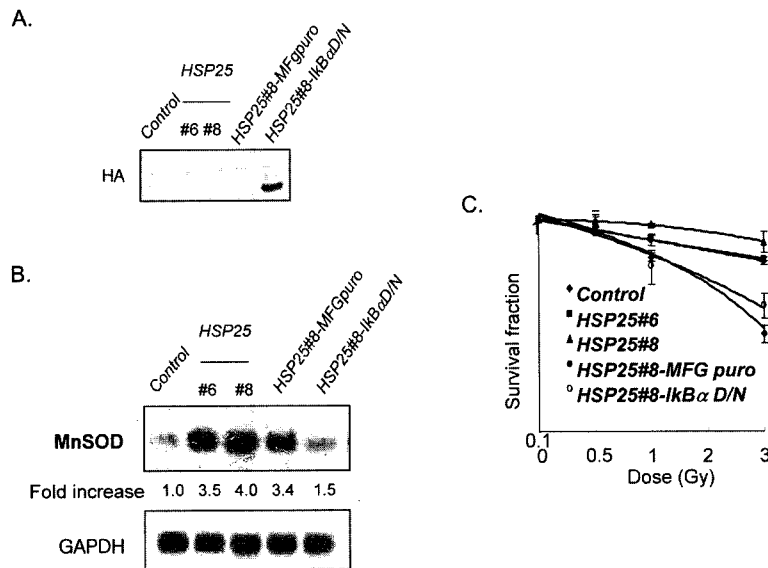 A.
Control
HSP25
#6 #8
HSP25#8-MFgpuro
HSP25#8-IkBαD/N
HA
B.
Control
HSP25
#6 #8
HSP25#8-MFGpuro
HSP25#8-IkBαD/N
MnSOD
Fold increase 1.0 3.5 4.0 3.4 1.5
GAPDH
C.
Survival fraction
Control
HSP25#6
HSP25#8
HSP25#8-MFG puro
HSP25#8-IkBα D/N
0.1
0 0.5 1 2 3
Dose (Gy)